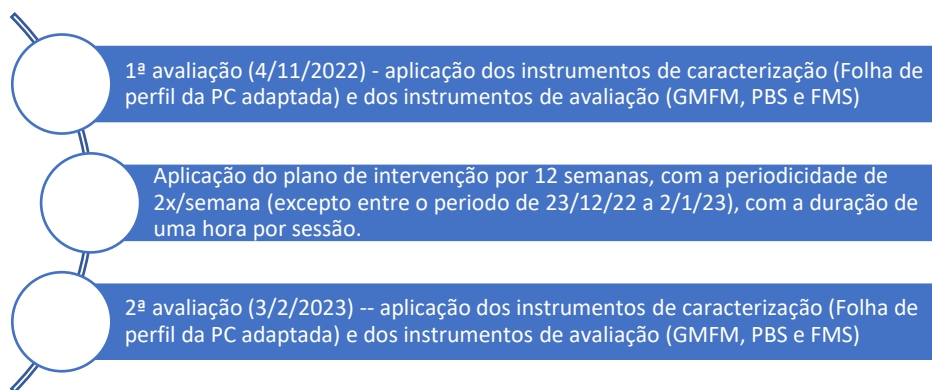 1ª avaliação (4/11/2022) - aplicação dos instrumentos de caracterização (Folha de
perfil da PC adaptada) e dos instrumentos de avaliação (GMFM, PBS e FMS)
Aplicação do plano de intervenção por 12 semanas, com a periodicidade de
2x/semana (excepto entre o periodo de 23/12/22 a 2/1/23), com a duração de
uma hora por sessão.
2ª avaliação (3/2/2023) -- aplicação dos instrumentos de caracterização (Folha de
perfil da PC adaptada) e dos instrumentos de avaliação (GMFM, PBS e FMS)